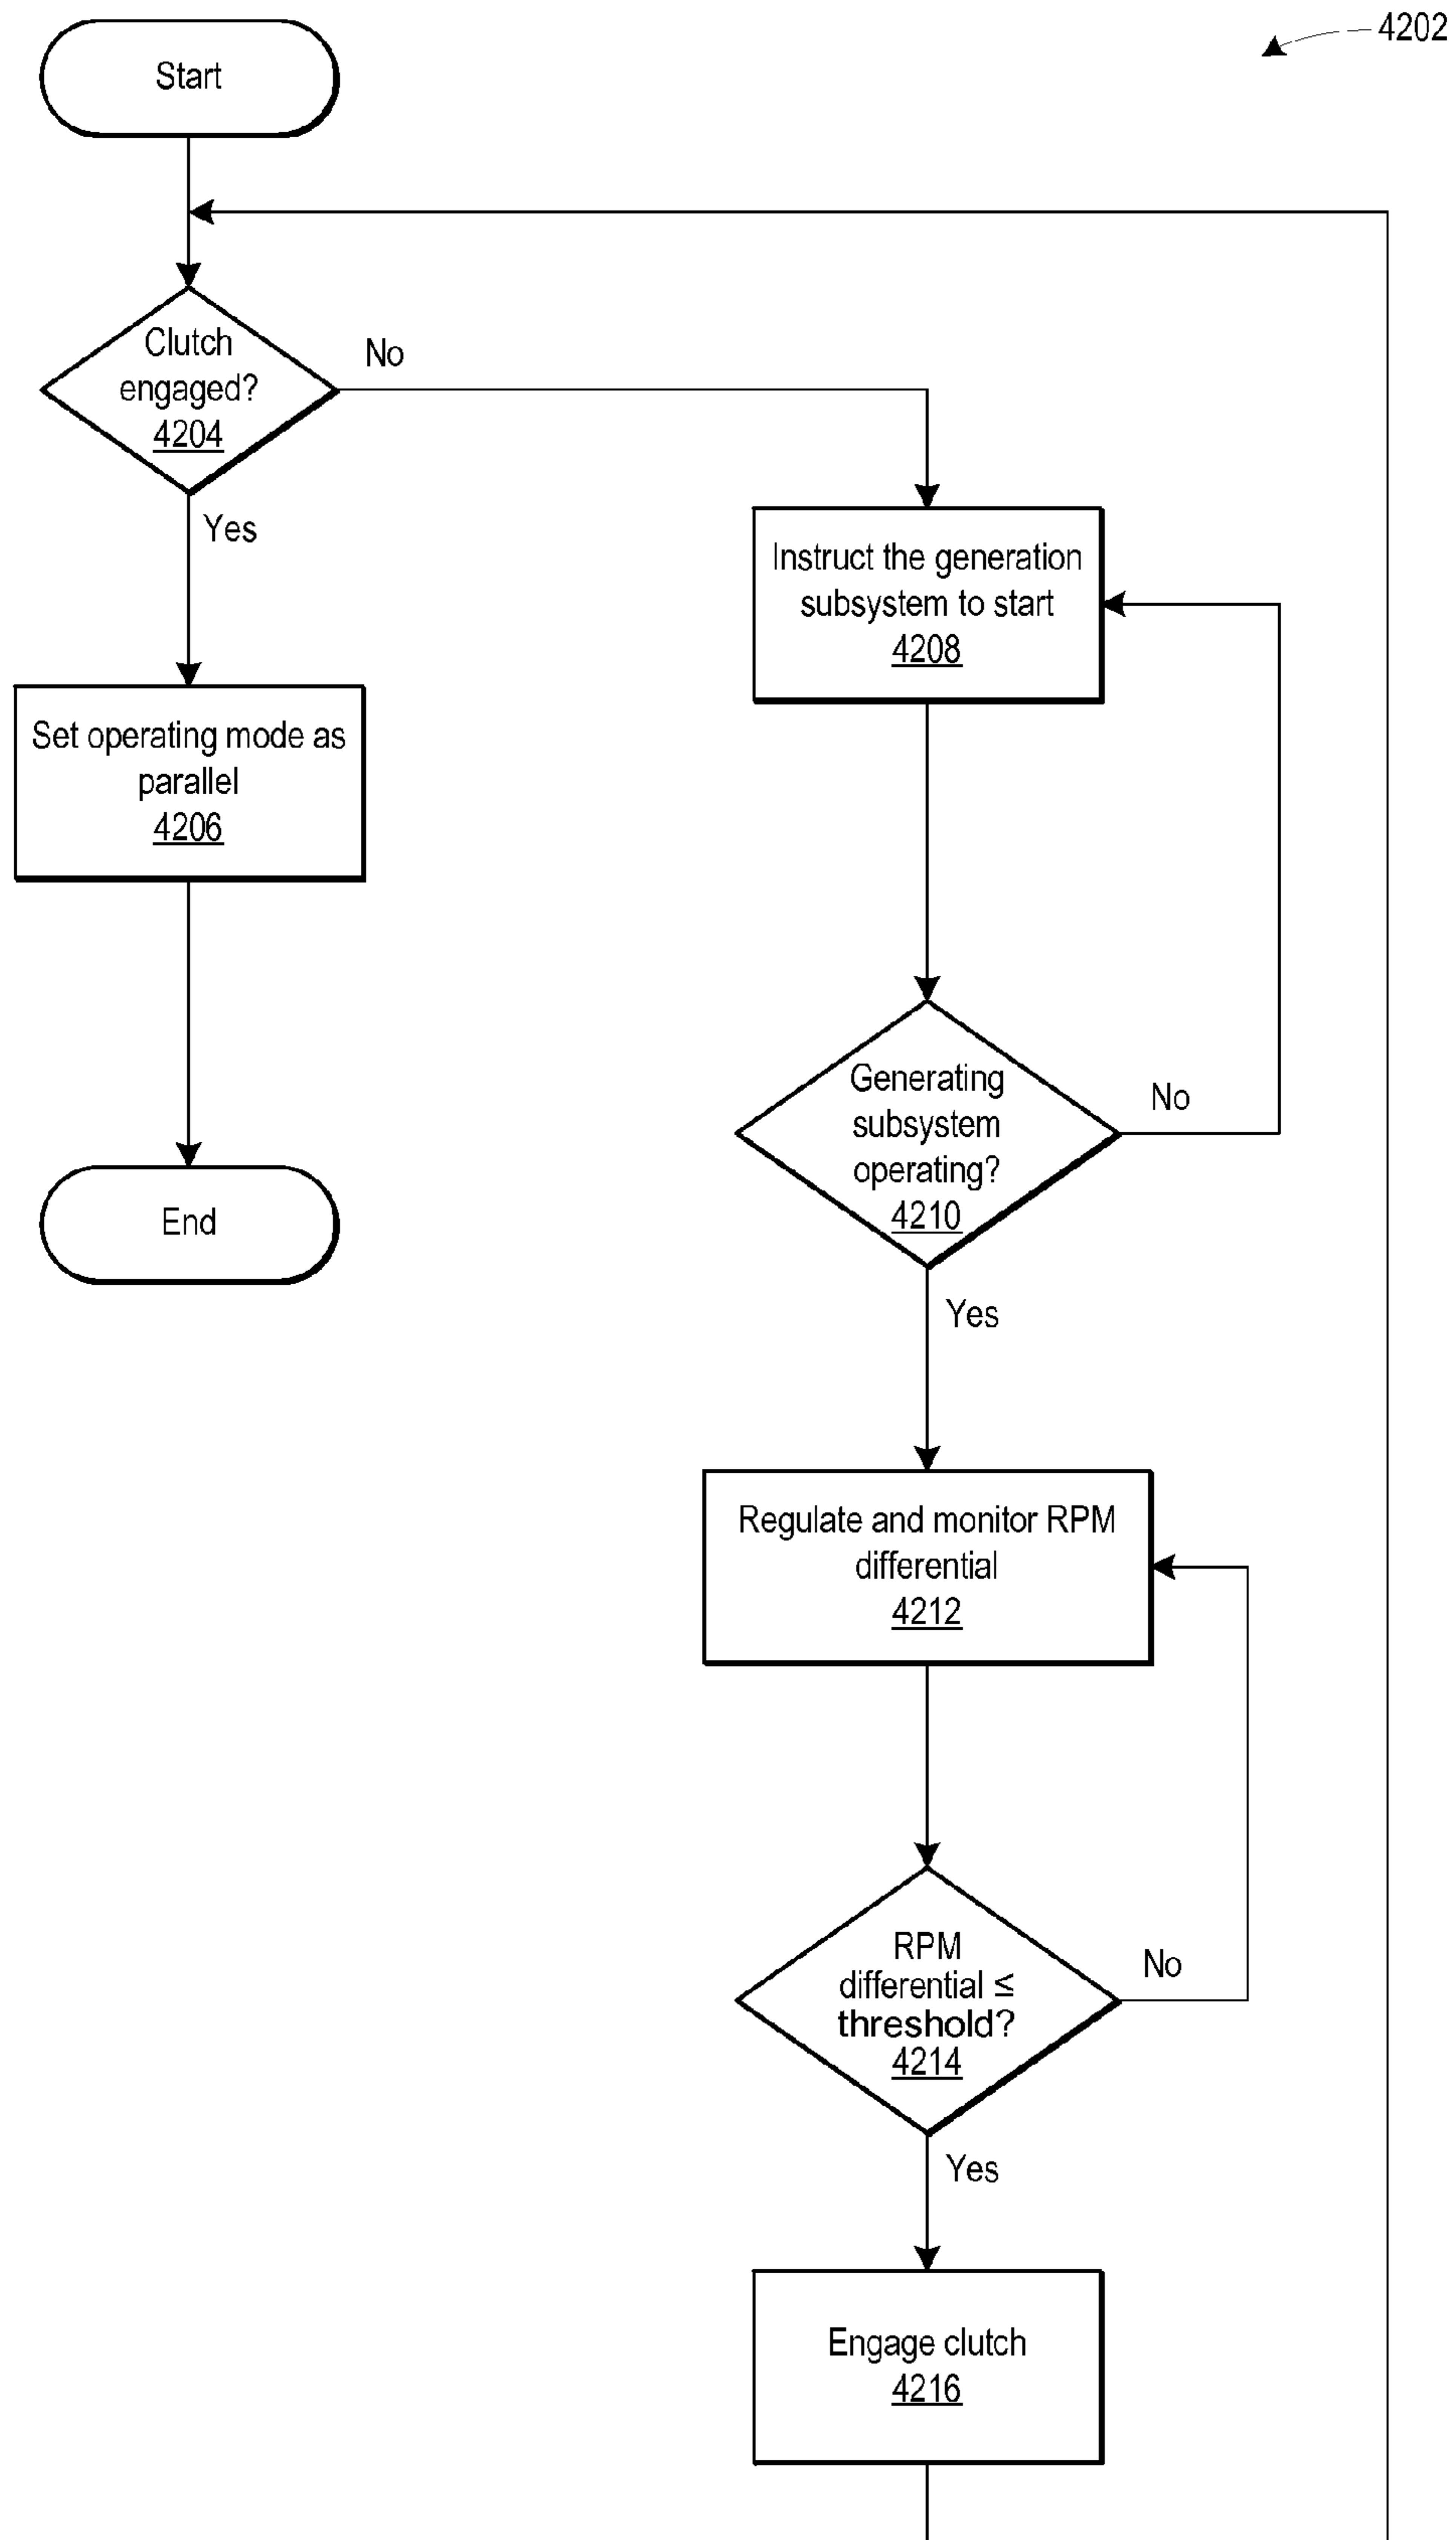 4202
Start
Clutch
engaged?
4204
No
Yes
Set operating mode as
parallel
4206
End
Instruct the generation
subsystem to start
4208
Generating
subsystem
operating?
4210
No
Yes
Regulate and monitor RPM
differential
4212
RPM
differential ≤
threshold?
4214
No
Yes
Engage clutch
4216